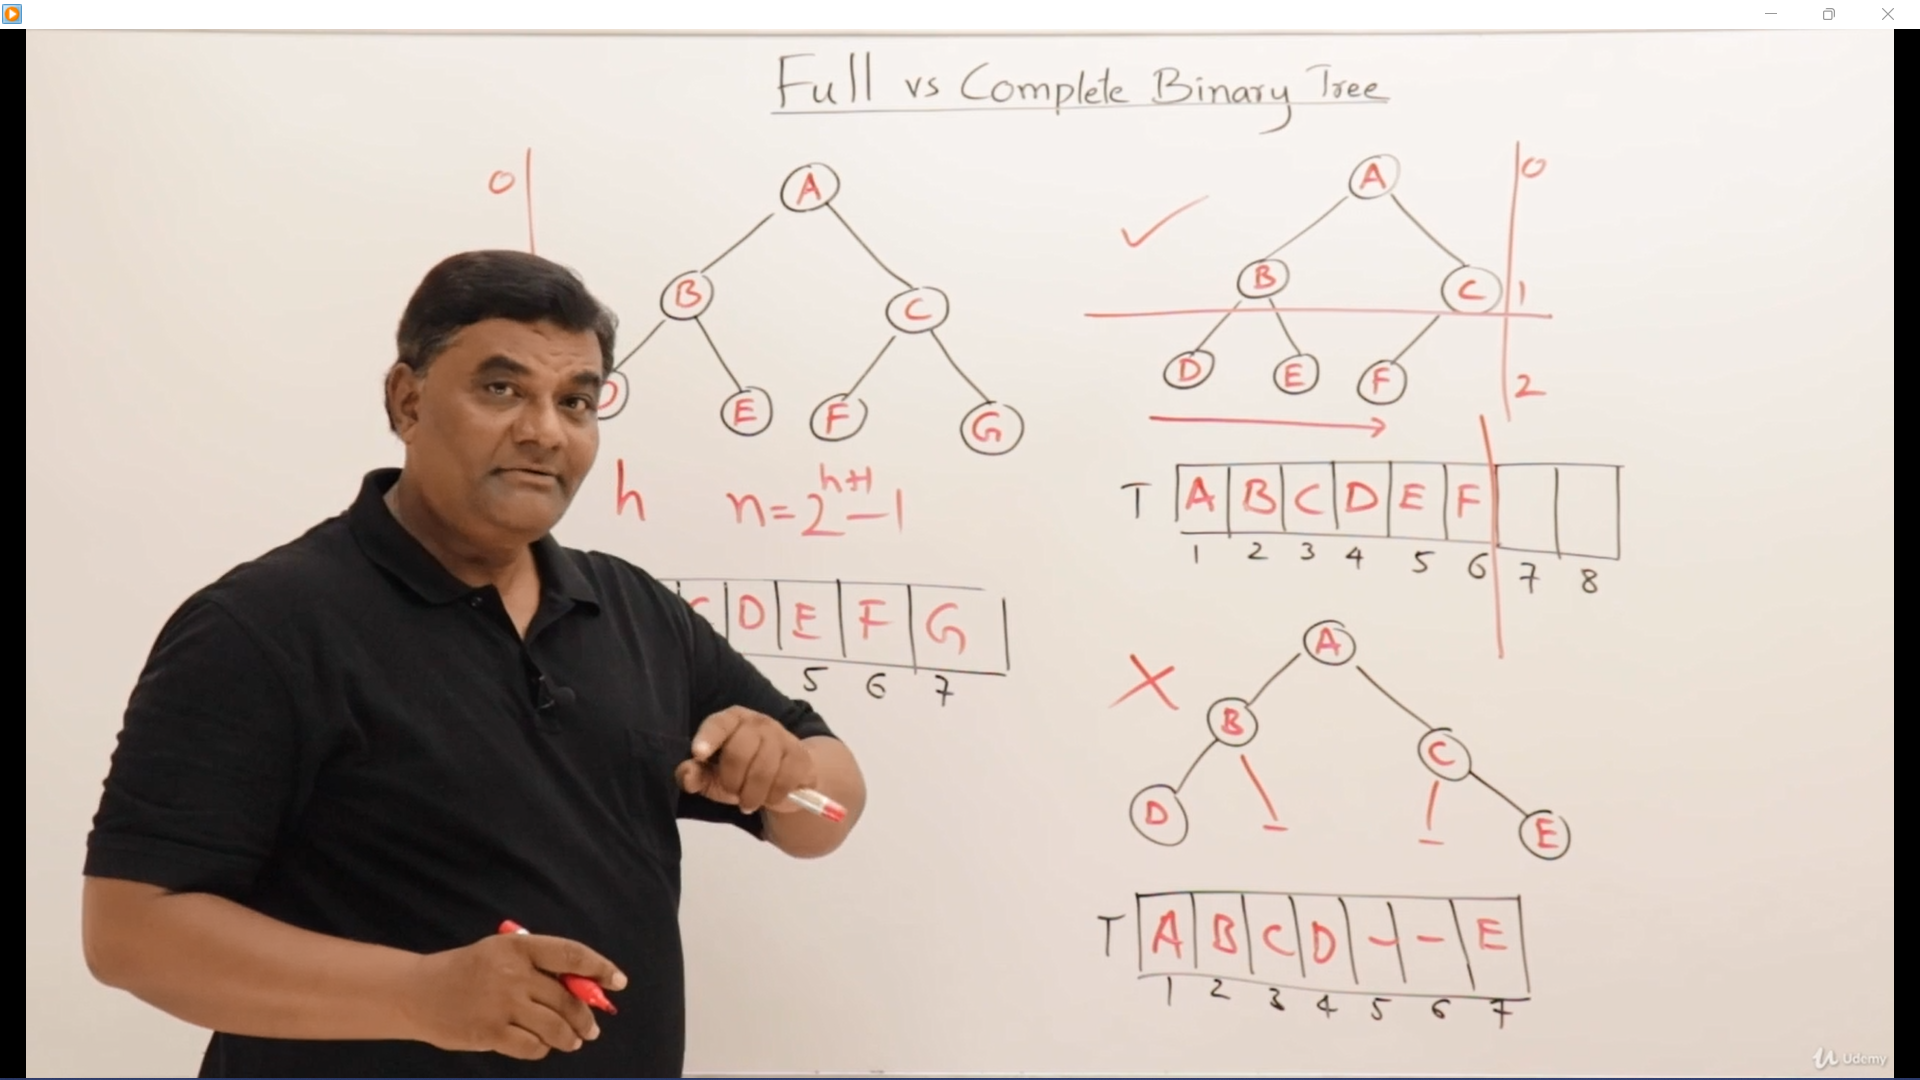 Full vs Complete Binary Tree
0
A
B C
E F G
h n=2^{h+1}-1
D E F G
5 6 7
A 0
B C 1
D E F 2
T A B C D E F
1 2 3 4 5 6 7 8
A
B C
D E
T A B C D - - E
1 2 3 4 5 6 7
Udemy